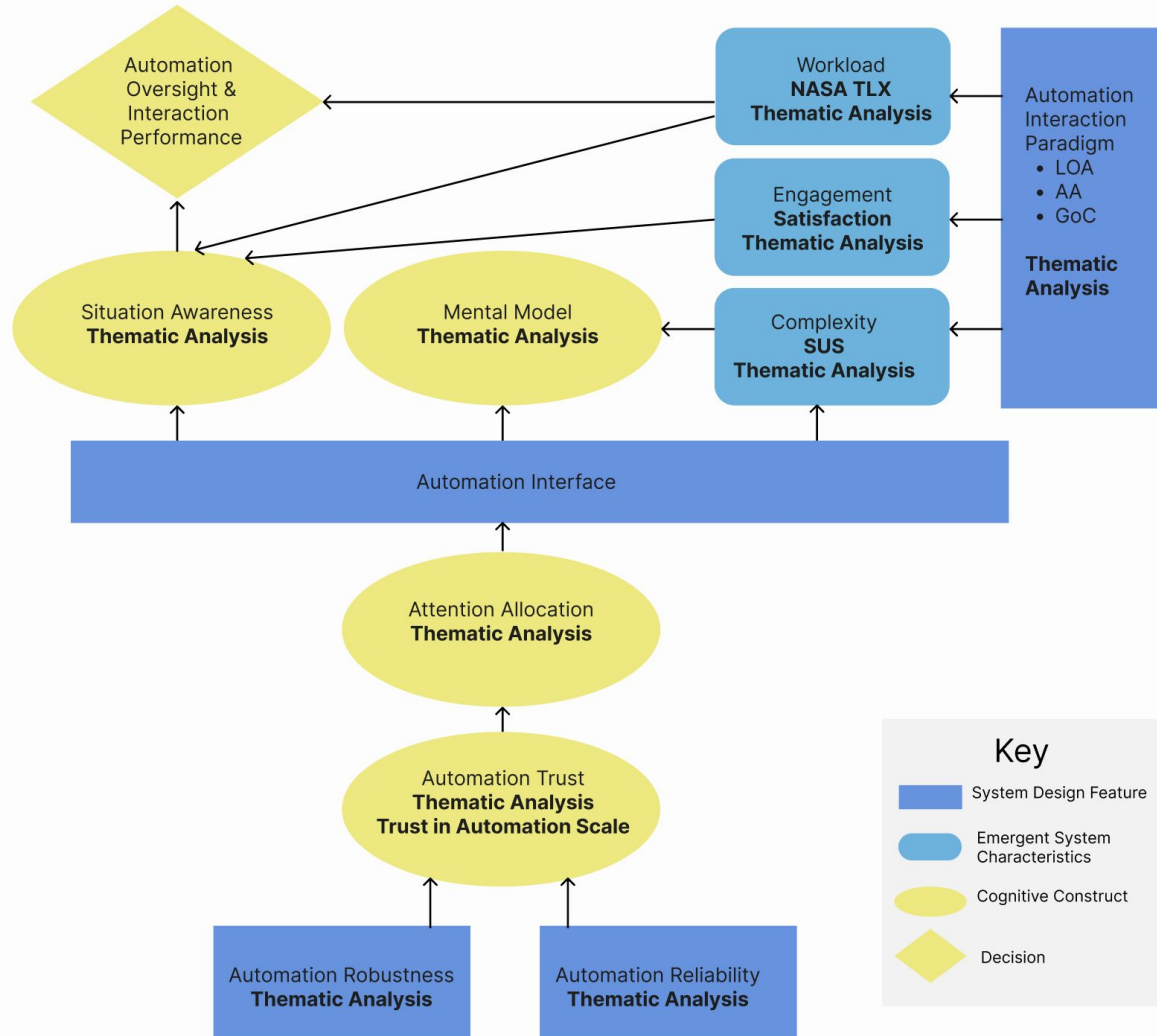 Automation
Oversight &
Interaction
Performance
Workload
NASA TLX
Thematic Analysis
Automation
Interaction
Paradigm
• LOA
• AA
• GoC
Thematic
Analysis
Engagement
Satisfaction
Thematic Analysis
Situation Awareness
Thematic Analysis
Mental Model
Thematic Analysis
Complexity
SUS
Thematic Analysis
Automation Interface
Attention Allocation
Thematic Analysis
Automation Trust
Thematic Analysis
Trust in Automation Scale
Automation Robustness
Thematic Analysis
Automation Reliability
Thematic Analysis
Key
System Design Feature
Emergent System
Characteristics
Cognitive Construct
Decision